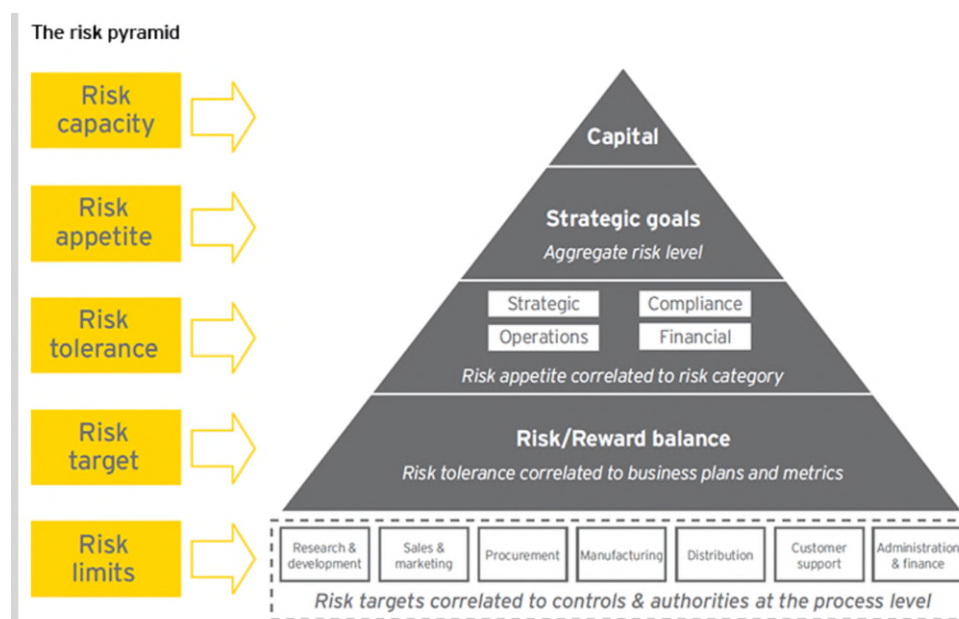 The risk pyramid
Risk
capacity
Capital
Risk
appetite
Strategic goals
Aggregate risk level
Risk
tolerance
Strategic
Compliance
Operations
Financial
Risk appetite correlated to risk category
Risk
target
Risk/Reward balance
Risk tolerance correlated to business plans and metrics
Risk
limits
Research &
development
Sales &
marketing
Procurement
Manufacturing
Distribution
Customer
support
Administration
& finance
Risk targets correlated to controls & authorities at the process level